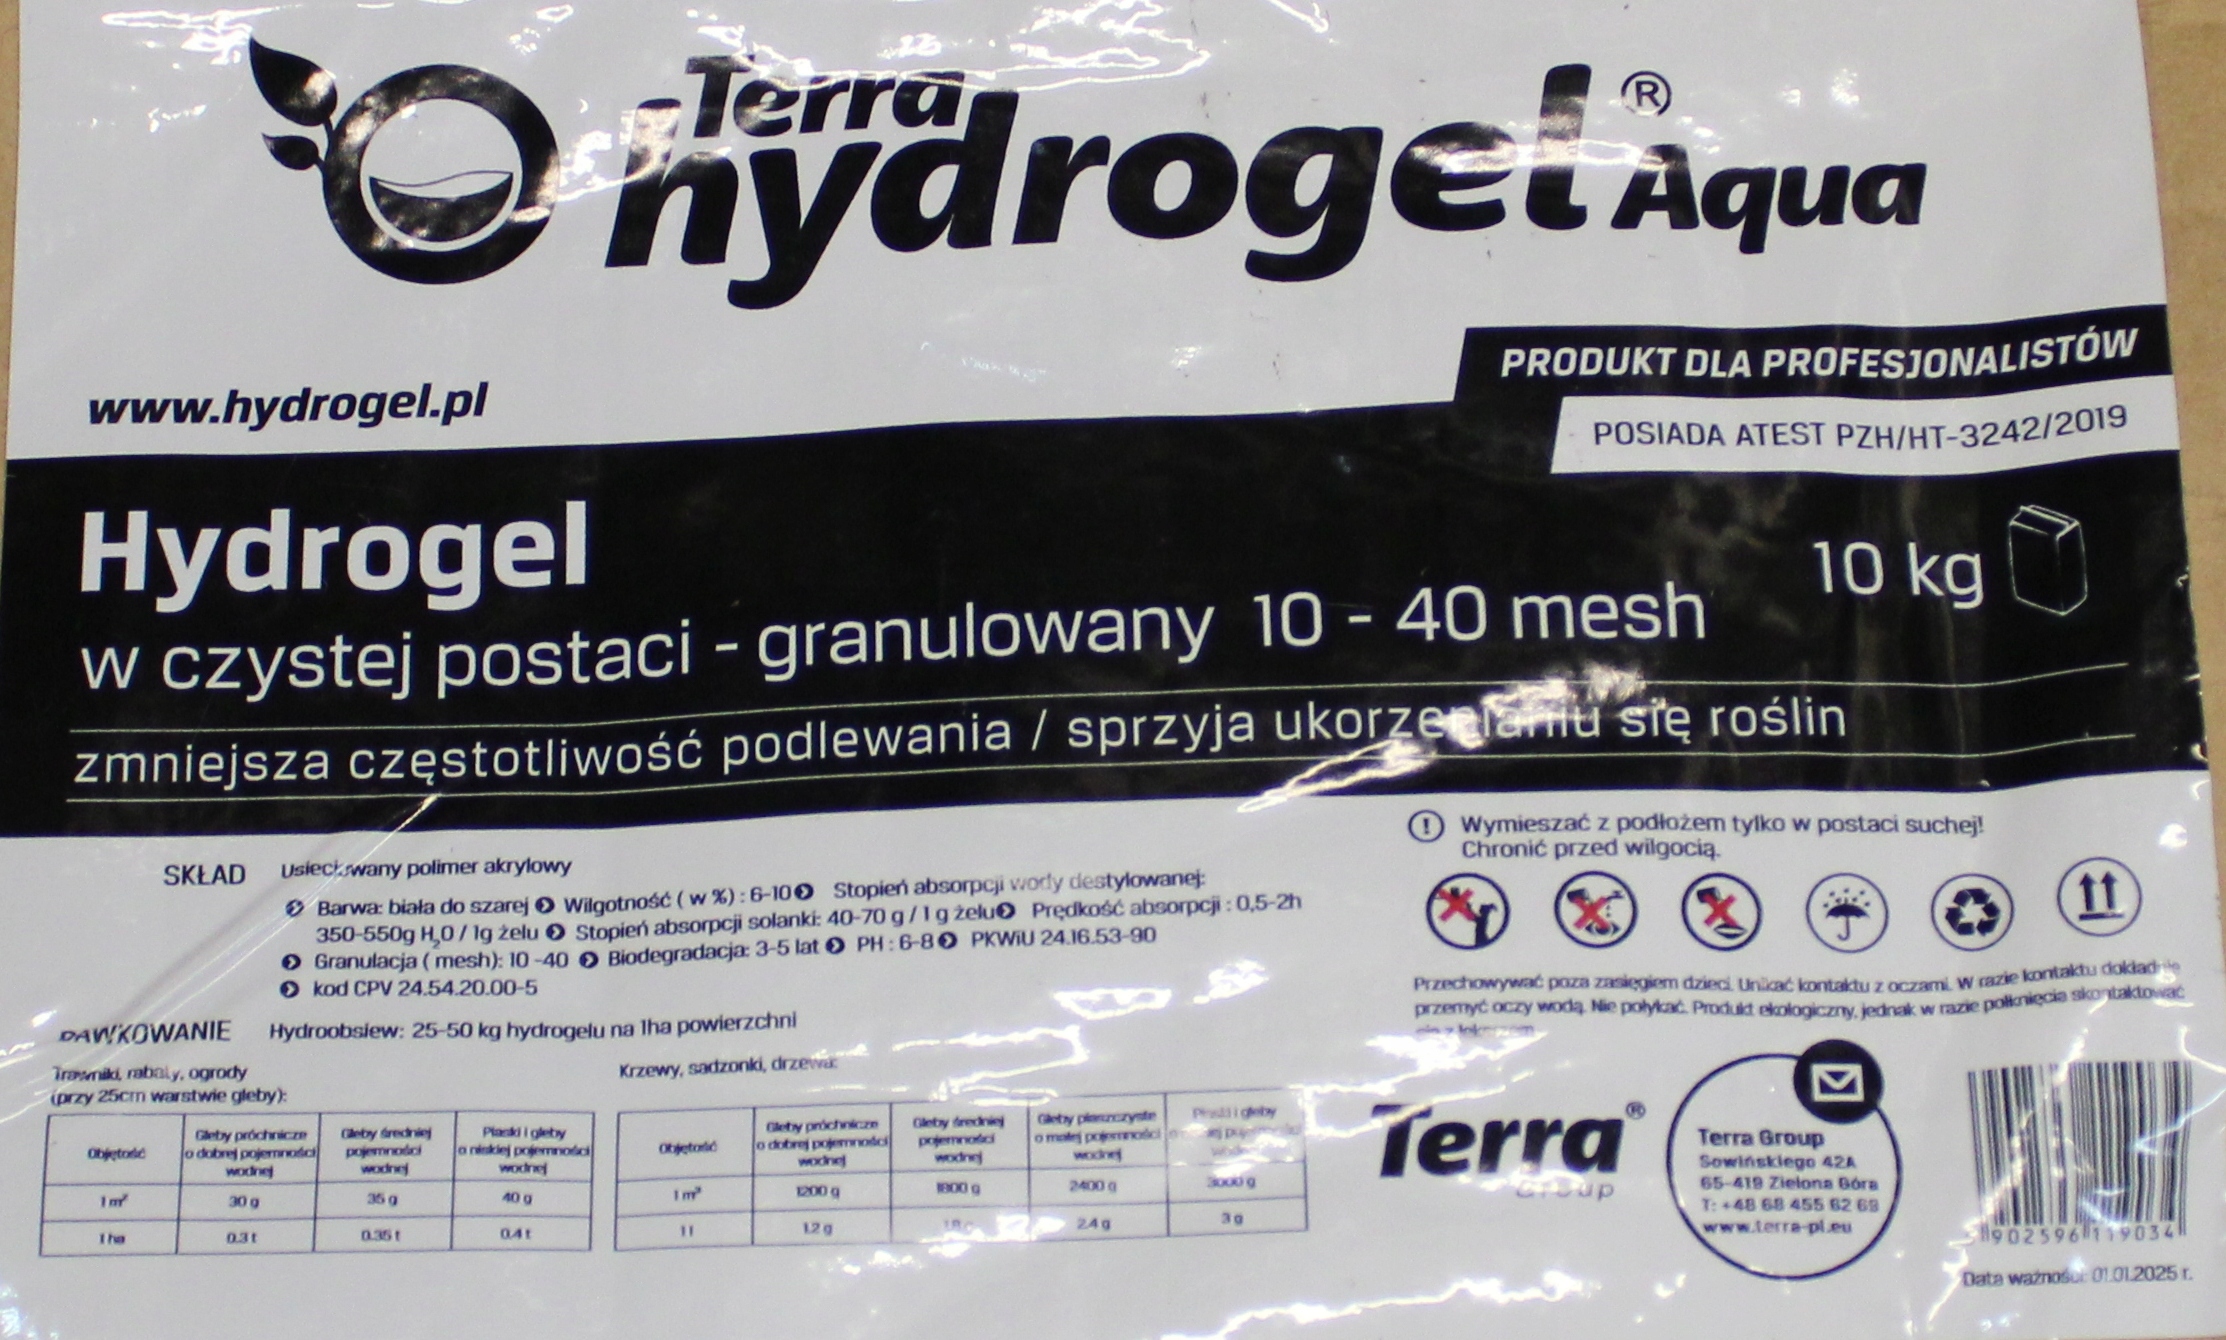 Terra
hydrogel® Aqua
www.hydrogel.pl
PRODUKT DLA PROFESJONALISTÓW
POSIADA ATEST PZH/HT-3242/2019
Hydrogel
10 kg
w czystej postaci - granulowany 10 - 40 mesh
zmniejsza częstotliwość podlewania / sprzyja ukorzenianiu się roślin
SKŁAD Usieciowany polimer akrylowy
Barwa: biała do szarej Wilgotność ( w %) : 6-10 Stopień absorpcji wody destylowanej:
350-550g H₂O / 1g żelu Stopień absorpcji solanki: 40-70 g / 1 g żelu Prędkość absorpcji : 0,5-2h
Granulacja ( mesh): 10 -40 Biodegradacja: 3-5 lat PH : 6-8 PKWiU 24.16.53-90
kod CPV 24.54.20.00-5
DAWKOWANIE Hydroobsiew: 25-50 kg hydrogelu na 1ha powierzchni
Trawniki, rabaty, ogrody
(przy 25cm warstwie gleby):
Objętość Gleby próchnicze o dobrej pojemności wodnej Gleby średniej pojemności wodnej Piaski i gleby o niskiej pojemności wodnej
1 m² 30 g 35 g 40 g
1 ha 0.3 t 0.35 t 0.4 t
Krzewy, sadzonki, drzewa:
Objętość Gleby próchnicze o dobrej pojemności wodnej Gleby średniej pojemności wodnej Gleby piaszczyste o małej pojemności wodnej Piaski i gleby
1 m³ 1200 g 1800 g 2400 g 3000 g
1 l 1.2 g 2.4 g 3 g
! Wymieszać z podłożem tylko w postaci suchej!
Chronić przed wilgocią.
Przechowywać poza zasięgiem dzieci. Unikać kontaktu z oczami. W razie kontaktu dokładnie
przemyć oczy wodą. Nie połykać. Produkt ekologiczny, jednak w razie połknięcia skontaktować
Terra®
Group
Terra Group
Sowińskiego 42A
65-419 Zielona Góra
T: +48 68 455 62 69
www.terra-pl.eu
5902596119034
Data ważności: 01.01.2025 r.